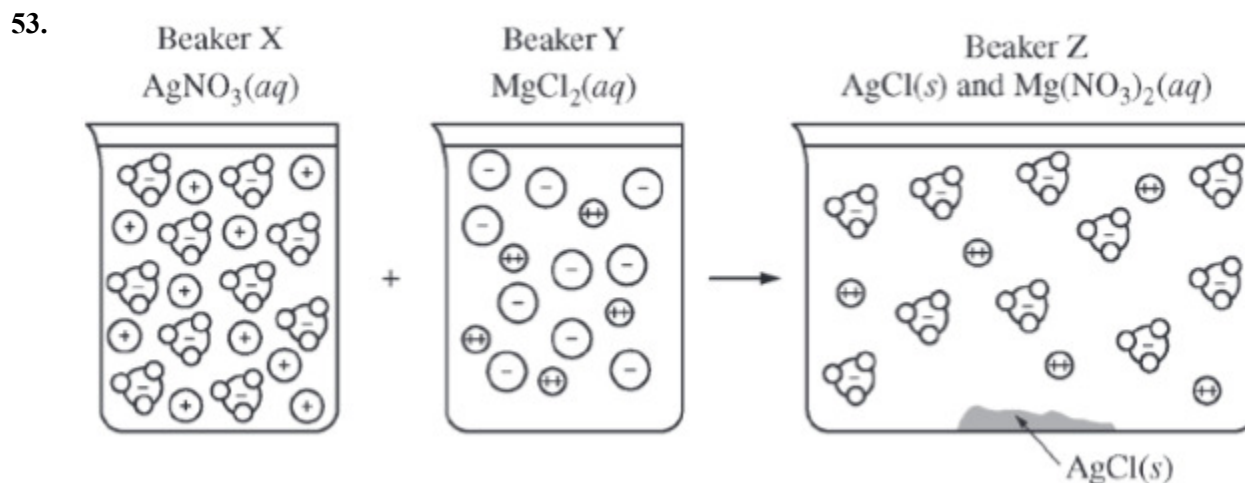 53.
Beaker X
AgNO₃(aq)
Beaker Y
MgCl₂(aq)
Beaker Z
AgCl(s) and Mg(NO₃)₂(aq)
+
AgCl(s)